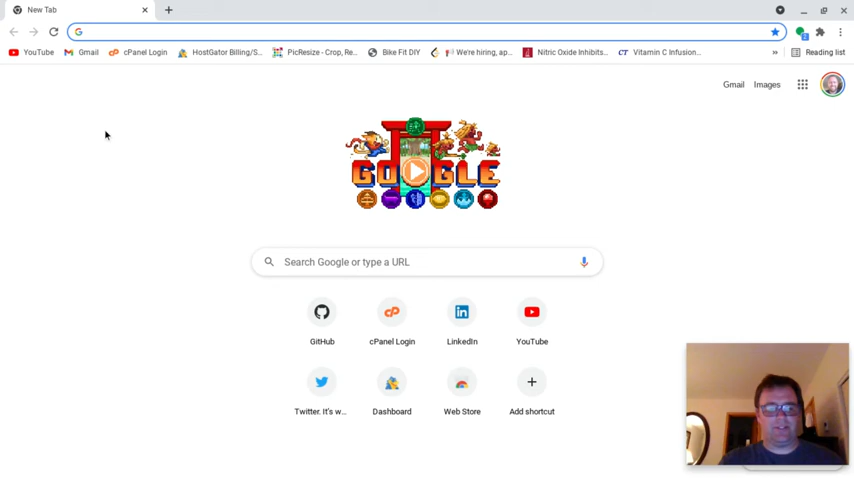 New Tab
YouTube
Gmail
cPanel Login
HostGator Billing/S...
PicResize - Crop, Re...
Bike Fit DIY
We're hiring, ap...
Nitric Oxide Inhibits...
CT Vitamin C Infusion...
»
Reading list
Gmail Images
GOOGLE
Search Google or type a URL
GitHub
cPanel Login
LinkedIn
YouTube
Twitter. It's w...
Dashboard
Web Store
Add shortcut